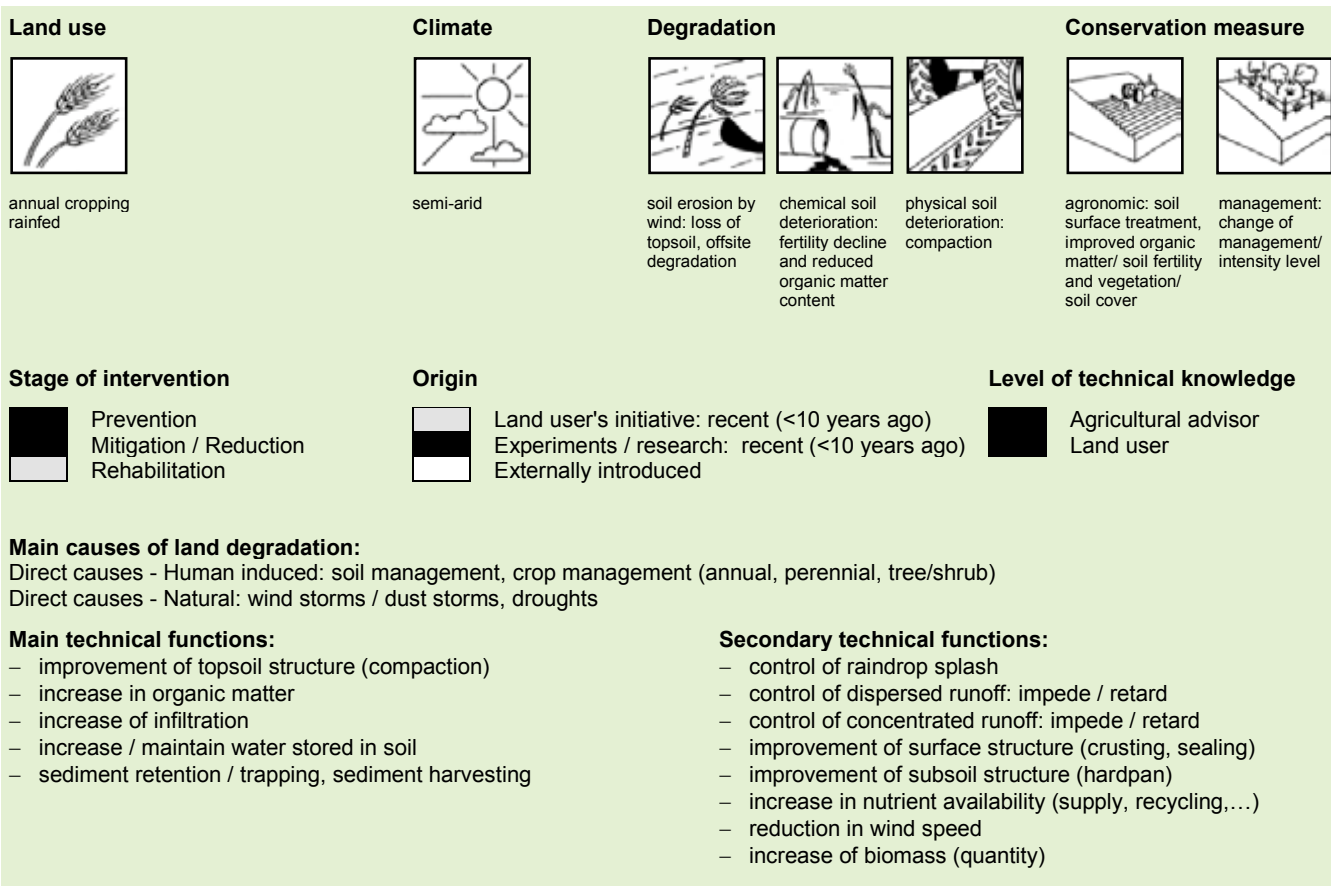 Land use
annual cropping
rainfed
Climate
semi-arid
Degradation
soil erosion by
wind: loss of
topsoil, offsite
degradation
chemical soil
deterioration:
fertility decline
and reduced
organic matter
content
physical soil
deterioration:
compaction
Conservation measure
agronomic: soil
surface treatment,
improved organic
matter/ soil fertility
and vegetation/
soil cover
management:
change of
management/
intensity level
Stage of intervention
Prevention
Mitigation / Reduction
Rehabilitation
Origin
Land user's initiative: recent (<10 years ago)
Experiments / research: recent (<10 years ago)
Externally introduced
Level of technical knowledge
Agricultural advisor
Land user
Main causes of land degradation:
Direct causes - Human induced: soil management, crop management (annual, perennial, tree/shrub)
Direct causes - Natural: wind storms / dust storms, droughts
Main technical functions:
– improvement of topsoil structure (compaction)
– increase in organic matter
– increase of infiltration
– increase / maintain water stored in soil
– sediment retention / trapping, sediment harvesting
Secondary technical functions:
– control of raindrop splash
– control of dispersed runoff: impede / retard
– control of concentrated runoff: impede / retard
– improvement of surface structure (crusting, sealing)
– improvement of subsoil structure (hardpan)
– increase in nutrient availability (supply, recycling,…)
– reduction in wind speed
– increase of biomass (quantity)